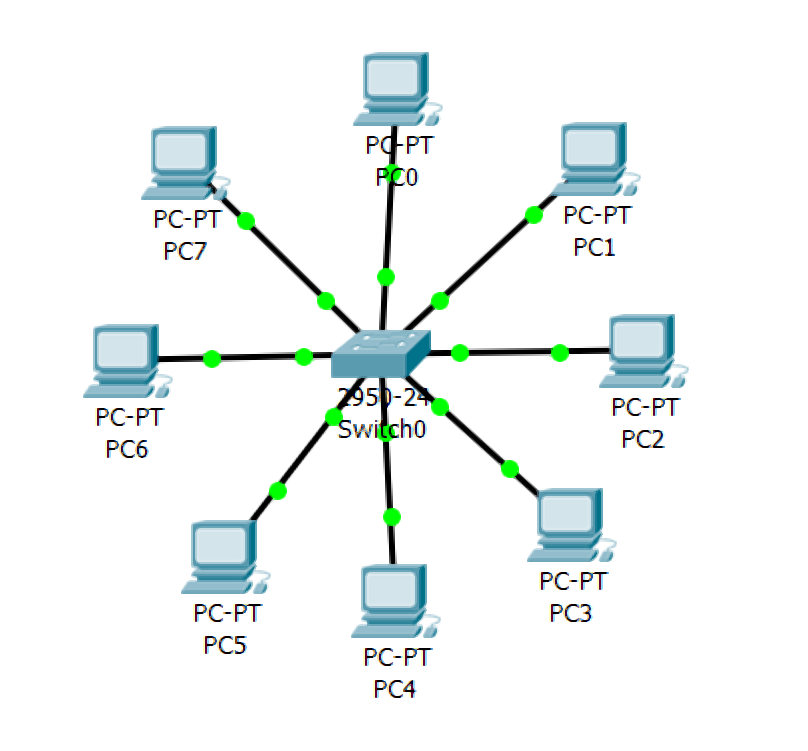 PC-PT
PC0
PC-PT
PC7
PC-PT
PC1
2950-24
Switch0
PC-PT
PC6
PC-PT
PC2
PC-PT
PC5
PC-PT
PC3
PC-PT
PC4